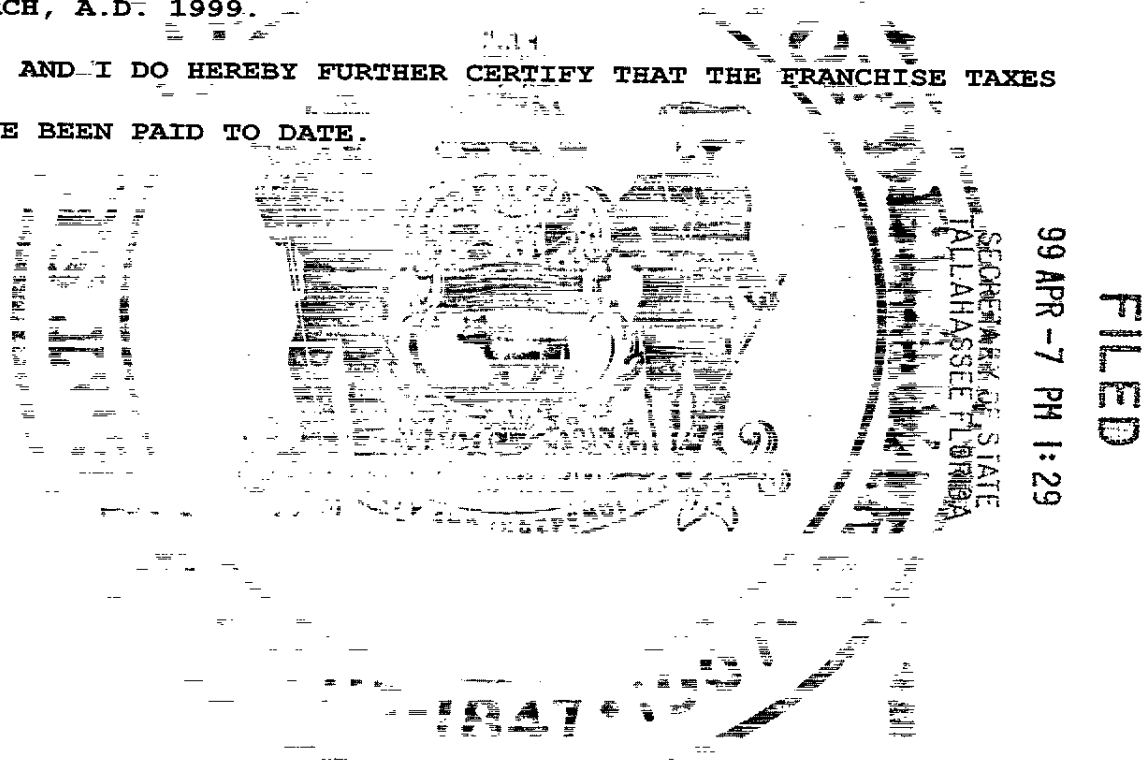 RCH, A.D. 1999.
AND I DO HEREBY FURTHER CERTIFY THAT THE FRANCHISE TAXES
E BEEN PAID TO DATE.
FILED
99 APR -7 PM 1:29
SECRETARY OF STATE
TALLAHASSEE FLORIDA
1847